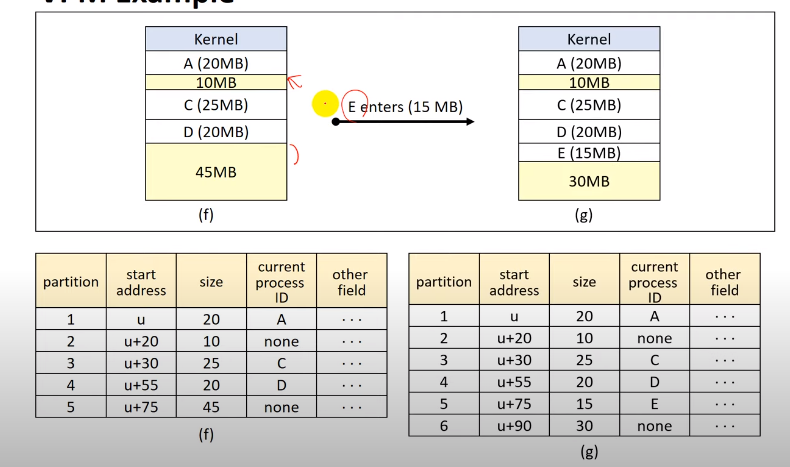 Kernel
A (20MB)
10MB
C (25MB)
D (20MB)
45MB
(f)
E enters (15 MB)
Kernel
A (20MB)
10MB
C (25MB)
D (20MB)
E (15MB)
30MB
(g)
partition start address size current process ID other field
1 u 20 A ...
2 u+20 10 none ...
3 u+30 25 C ...
4 u+55 20 D ...
5 u+75 45 none ...
(f)
partition start address size current process ID other field
1 u 20 A ...
2 u+20 10 none ...
3 u+30 25 C ...
4 u+55 20 D ...
5 u+75 15 E ...
6 u+90 30 none ...
(g)